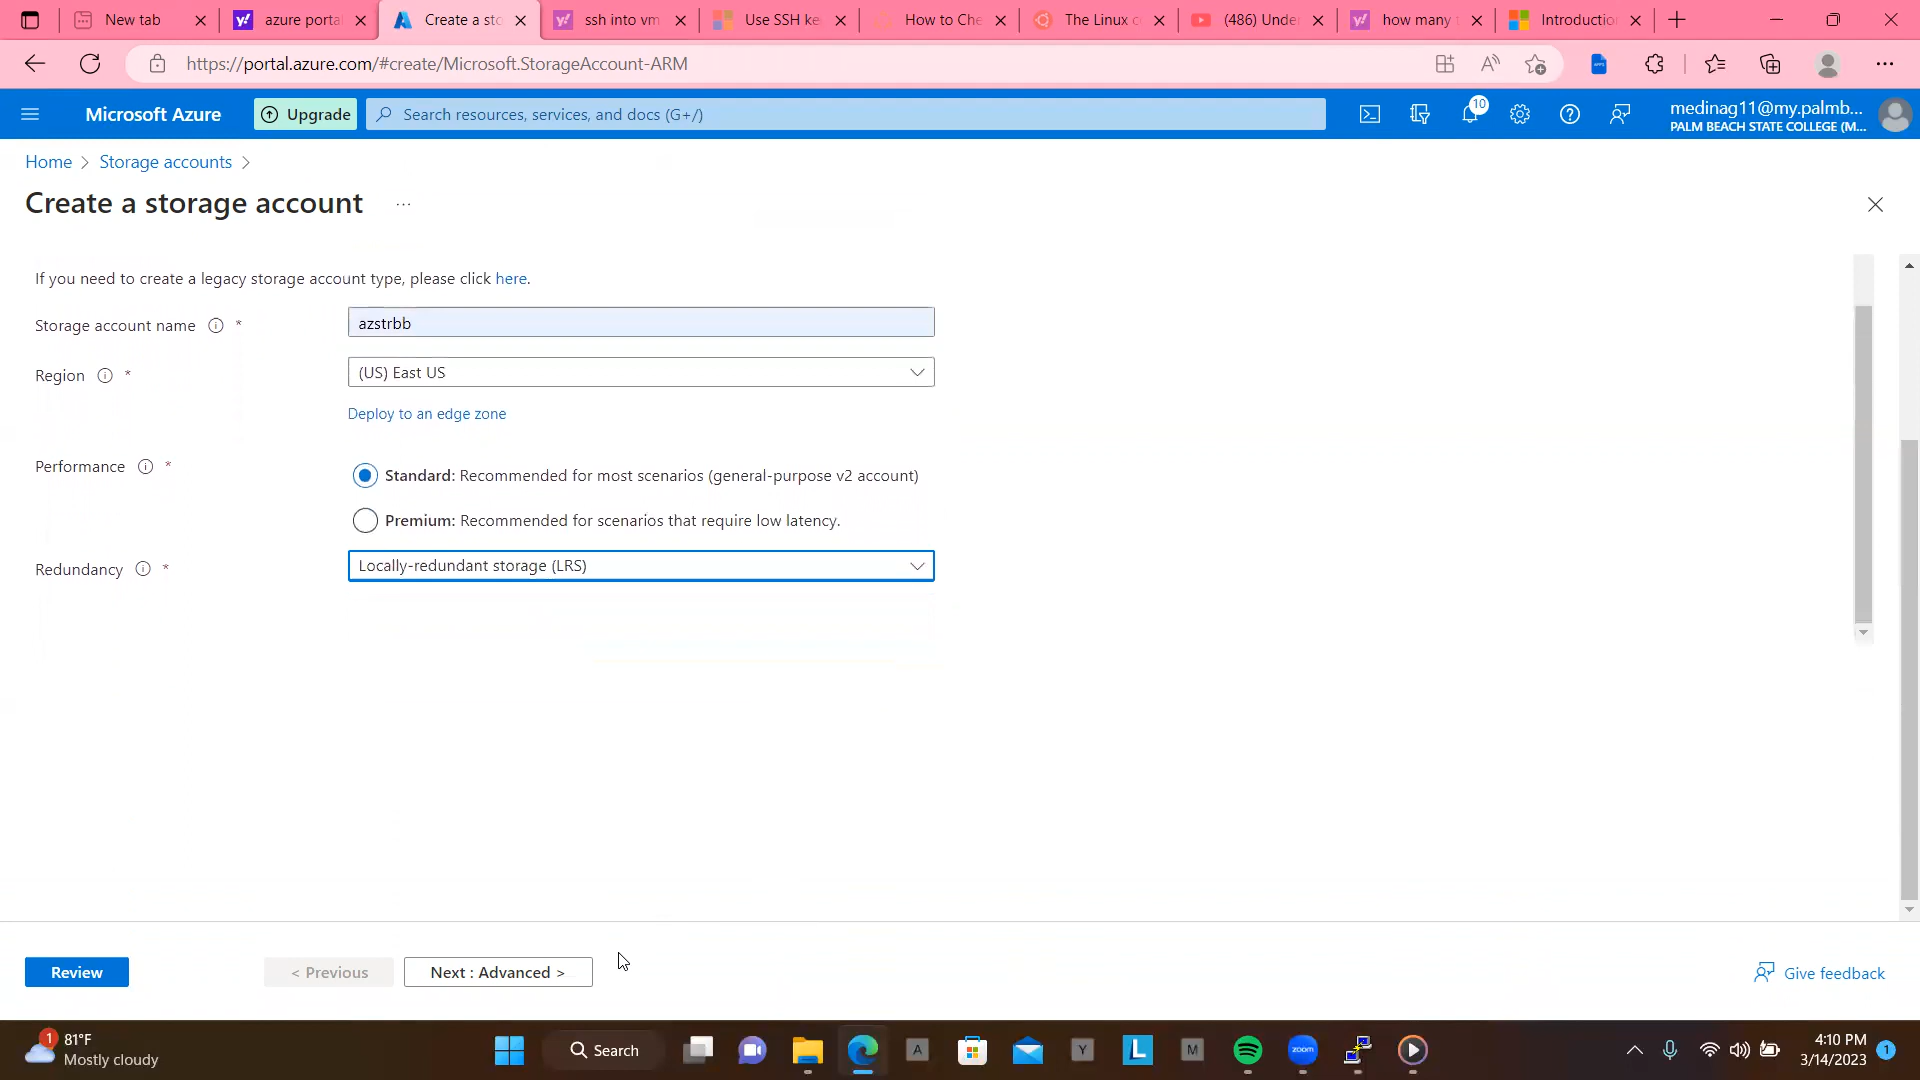 New tab
azure portal
Create a sto
ssh into vm
Use SSH ke
How to Che
The Linux c
(486) Under
how many t
Introduction
https://portal.azure.com/#create/Microsoft.StorageAccount-ARM
Microsoft Azure
Upgrade
Search resources, services, and docs (G+/)
10
medinag11@my.palmb...
PALM BEACH STATE COLLEGE (M...
Home > Storage accounts >
Create a storage account ...
If you need to create a legacy storage account type, please click here.
Storage account name *
azstrbb
Region *
(US) East US
Deploy to an edge zone
Performance *
Standard: Recommended for most scenarios (general-purpose v2 account)
Premium: Recommended for scenarios that require low latency.
Redundancy *
Locally-redundant storage (LRS)
Review
< Previous
Next : Advanced >
Give feedback
1
81°F
Mostly cloudy
Search
A
Y
L
M
zoom
4:10 PM
3/14/2023
1